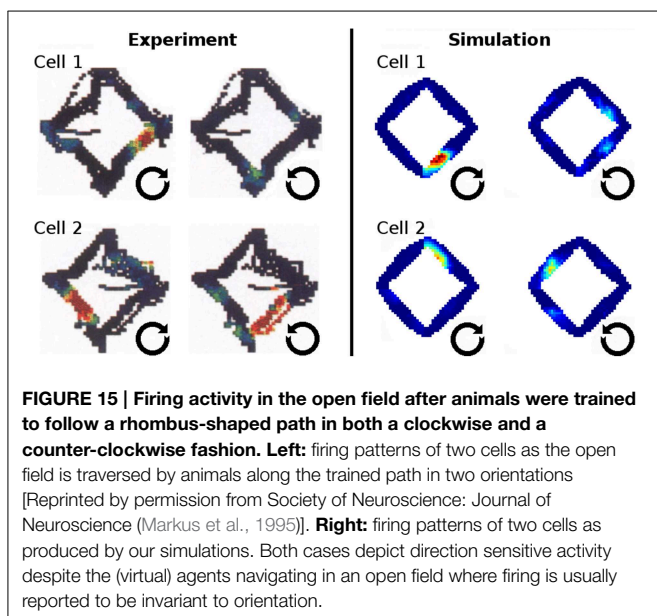 Experiment
Simulation
Cell 1
Cell 1
Cell 2
Cell 2
FIGURE 15 | Firing activity in the open field after animals were trained
to follow a rhombus-shaped path in both a clockwise and a
counter-clockwise fashion. Left: firing patterns of two cells as the open
field is traversed by animals along the trained path in two orientations
[Reprinted by permission from Society of Neuroscience: Journal of
Neuroscience (Markus et al., 1995)]. Right: firing patterns of two cells as
produced by our simulations. Both cases depict direction sensitive activity
despite the (virtual) agents navigating in an open field where firing is usually
reported to be invariant to orientation.